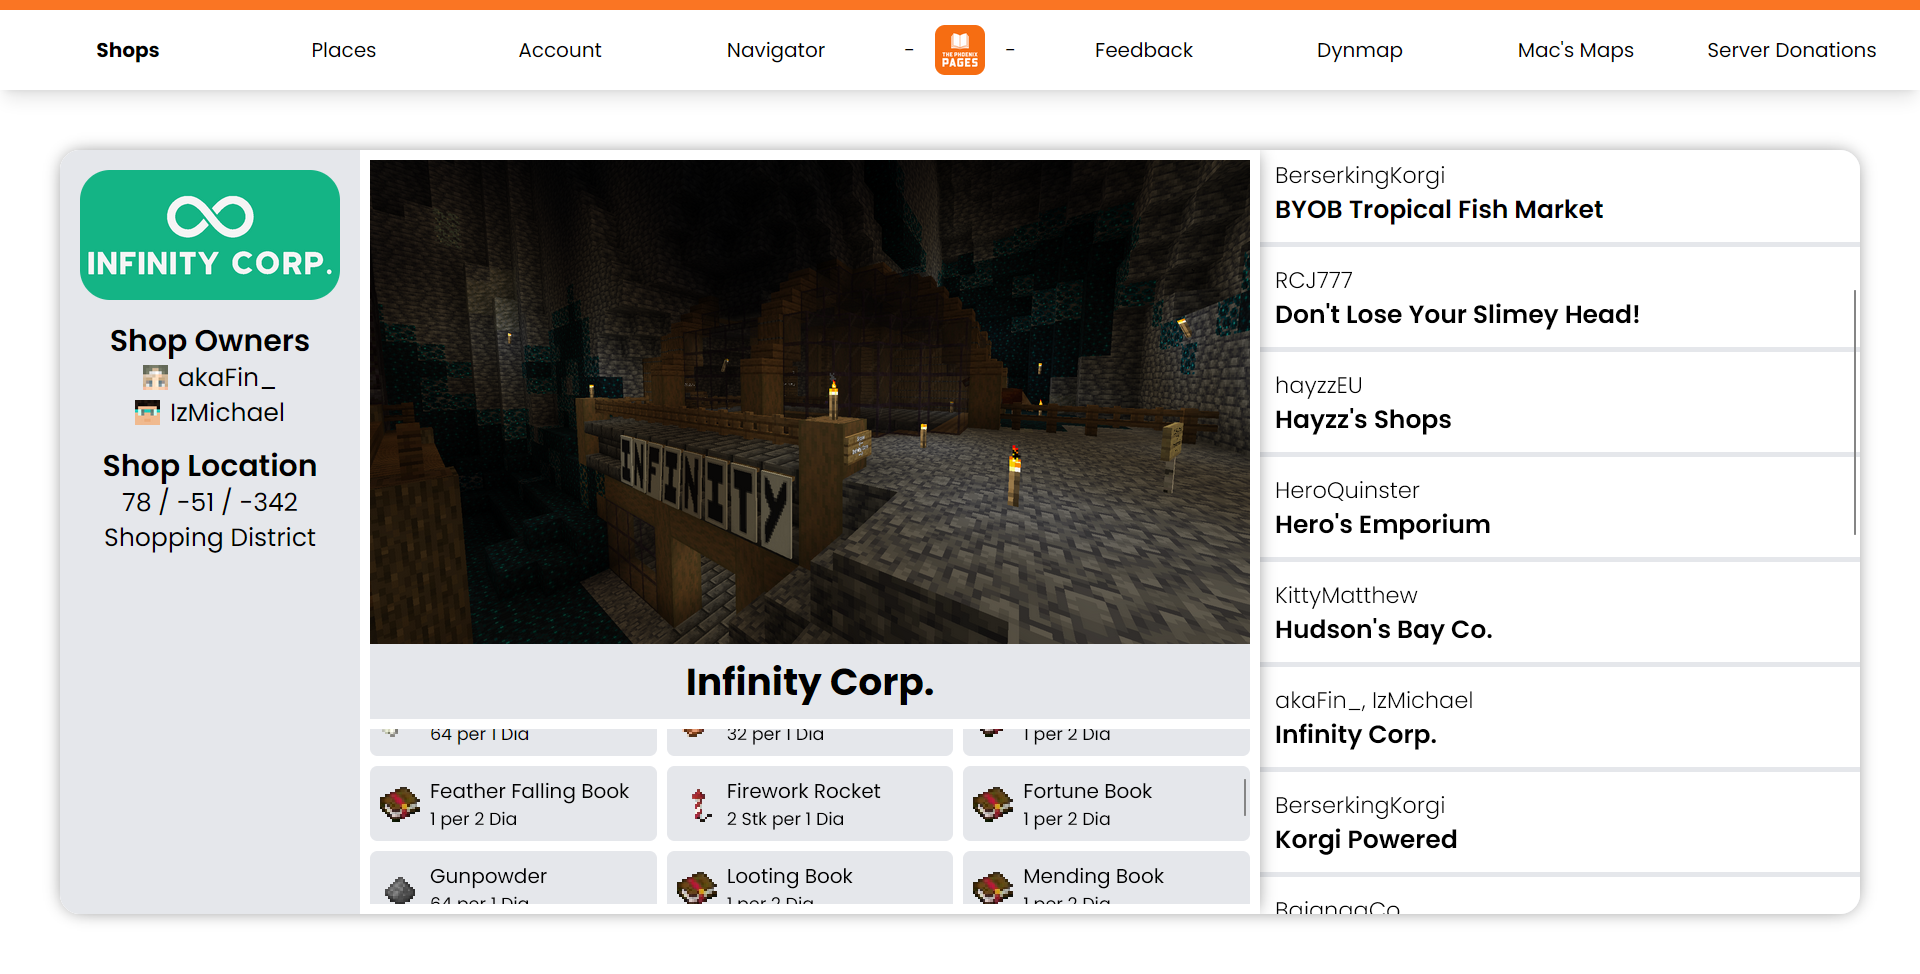 Shops
Places
Account
Navigator
-
THE PHOENIX
PAGES
-
Feedback
Dynmap
Mac's Maps
Server Donations
INFINITY CORP.
Shop Owners
akaFin_
IzMichael
Shop Location
78 / -51 / -342
Shopping District
INFINITY
Infinity Corp.
64 per 1 Dia
32 per 1 Dia
1 per 2 Dia
Feather Falling Book
1 per 2 Dia
Firework Rocket
2 Stk per 1 Dia
Fortune Book
1 per 2 Dia
Gunpowder
64 per 1 Dia
Looting Book
1 per 2 Dia
Mending Book
1 per 2 Dia
BerserkingKorgi
BYOB Tropical Fish Market
RCJ777
Don't Lose Your Slimey Head!
hayzzEU
Hayzz's Shops
HeroQuinster
Hero's Emporium
KittyMatthew
Hudson's Bay Co.
akaFin_, IzMichael
Infinity Corp.
BerserkingKorgi
Korgi Powered